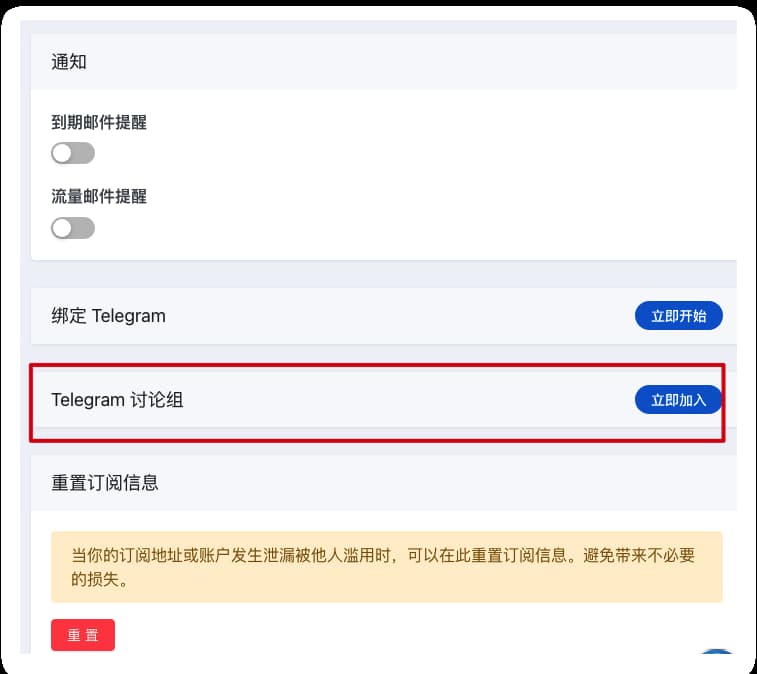 通知
到期邮件提醒
流量邮件提醒
绑定 Telegram
立即开始
Telegram 讨论组
立即加入
重置订阅信息
当你的订阅地址或账户发生泄漏被他人滥用时，可以在此重置订阅信息。避免带来不必要
的损失。
重 置